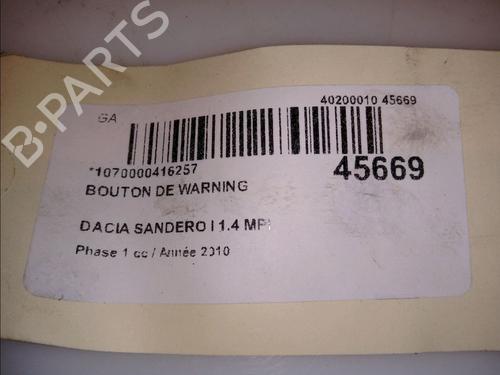 B-PARTS
GA
40200010 45669
*1070000416257
45669
BOUTON DE WARNING
DACIA SANDERO I 1.4 MPI
Phase 1 cc / Année 2010